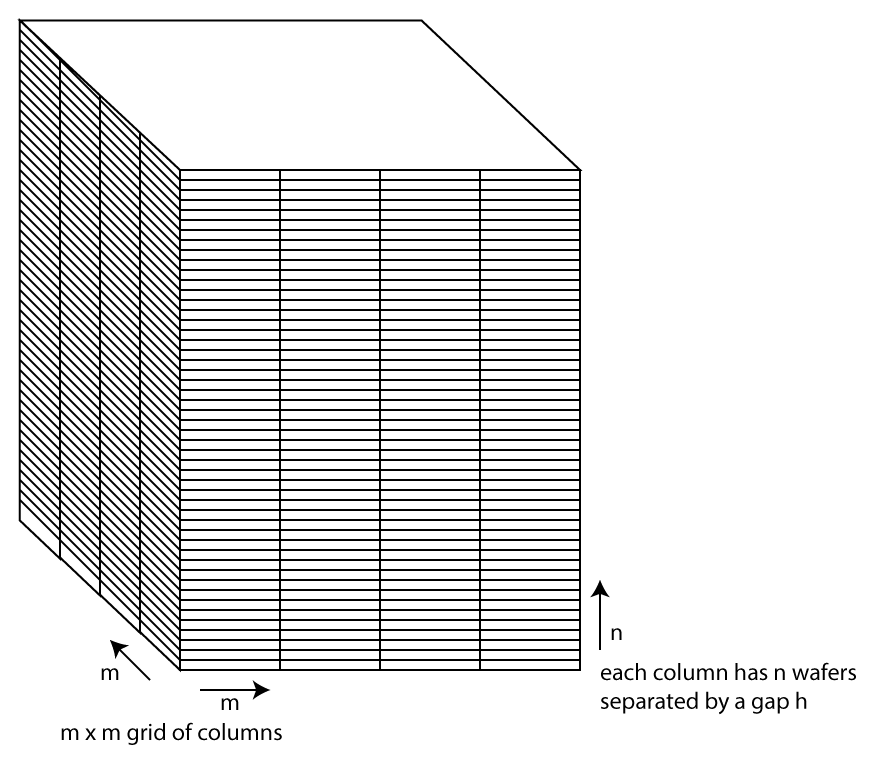 n
each column has n wafers
separated by a gap h
m
m
m x m grid of columns